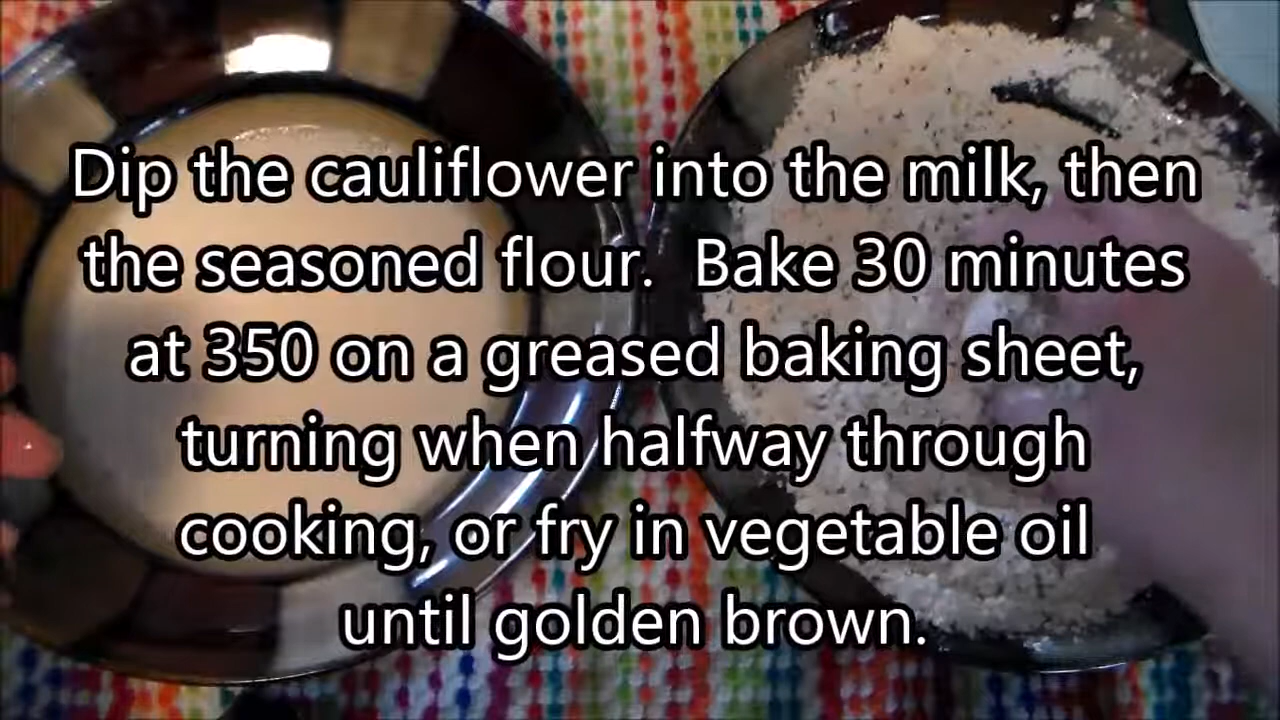 Dip the cauliflower into the milk, then
the seasoned flour.  Bake 30 minutes
at 350 on a greased baking sheet,
turning when halfway through
cooking, or fry in vegetable oil
until golden brown.